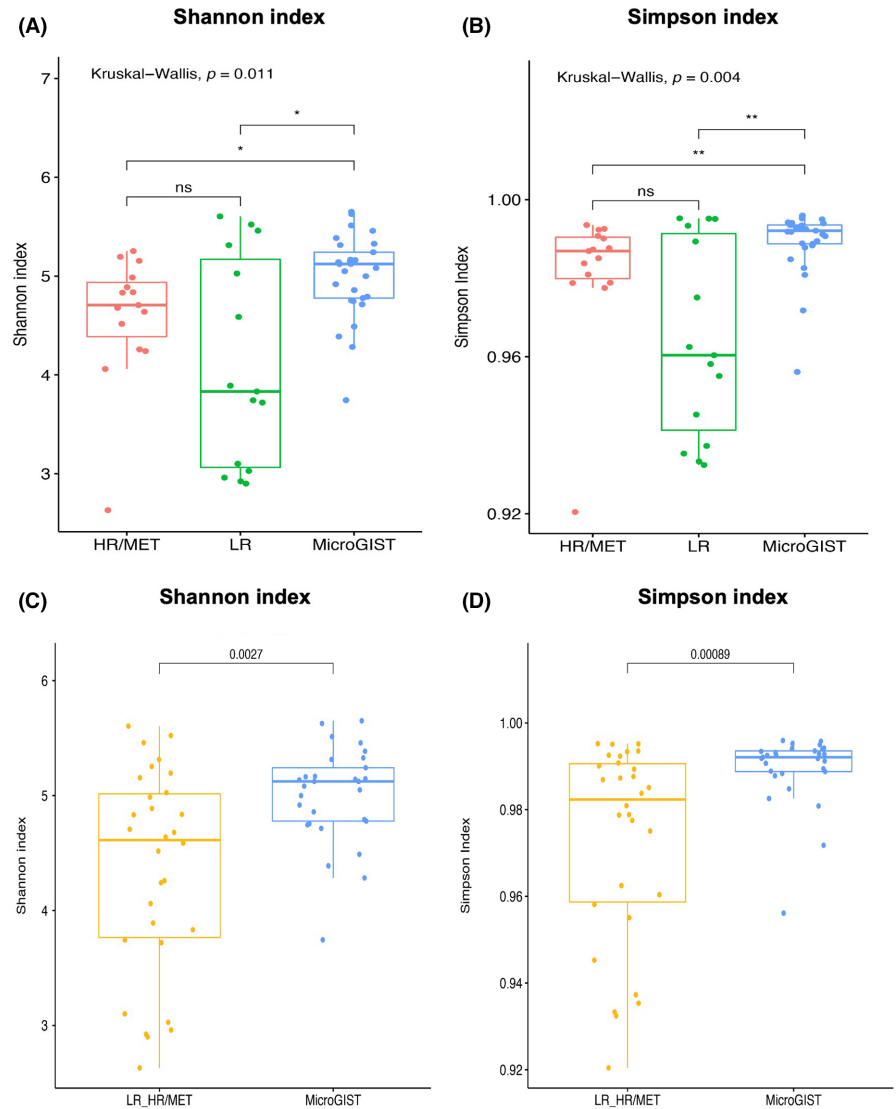 (A)
Shannon index
Kruskal–Wallis, p = 0.011
*
*
ns
7
6
5
4
3
Shannon index
HR/MET
LR
MicroGIST
(B)
Simpson index
Kruskal–Wallis, p = 0.004
**
**
ns
1.00
0.96
0.92
Simpson Index
HR/MET
LR
MicroGIST
(C)
Shannon index
0.0027
6
5
4
3
Shannon index
LR_HR/MET
MicroGIST
(D)
Simpson index
0.00089
1.00
0.98
0.96
0.94
0.92
Simpson Index
LR_HR/MET
MicroGIST